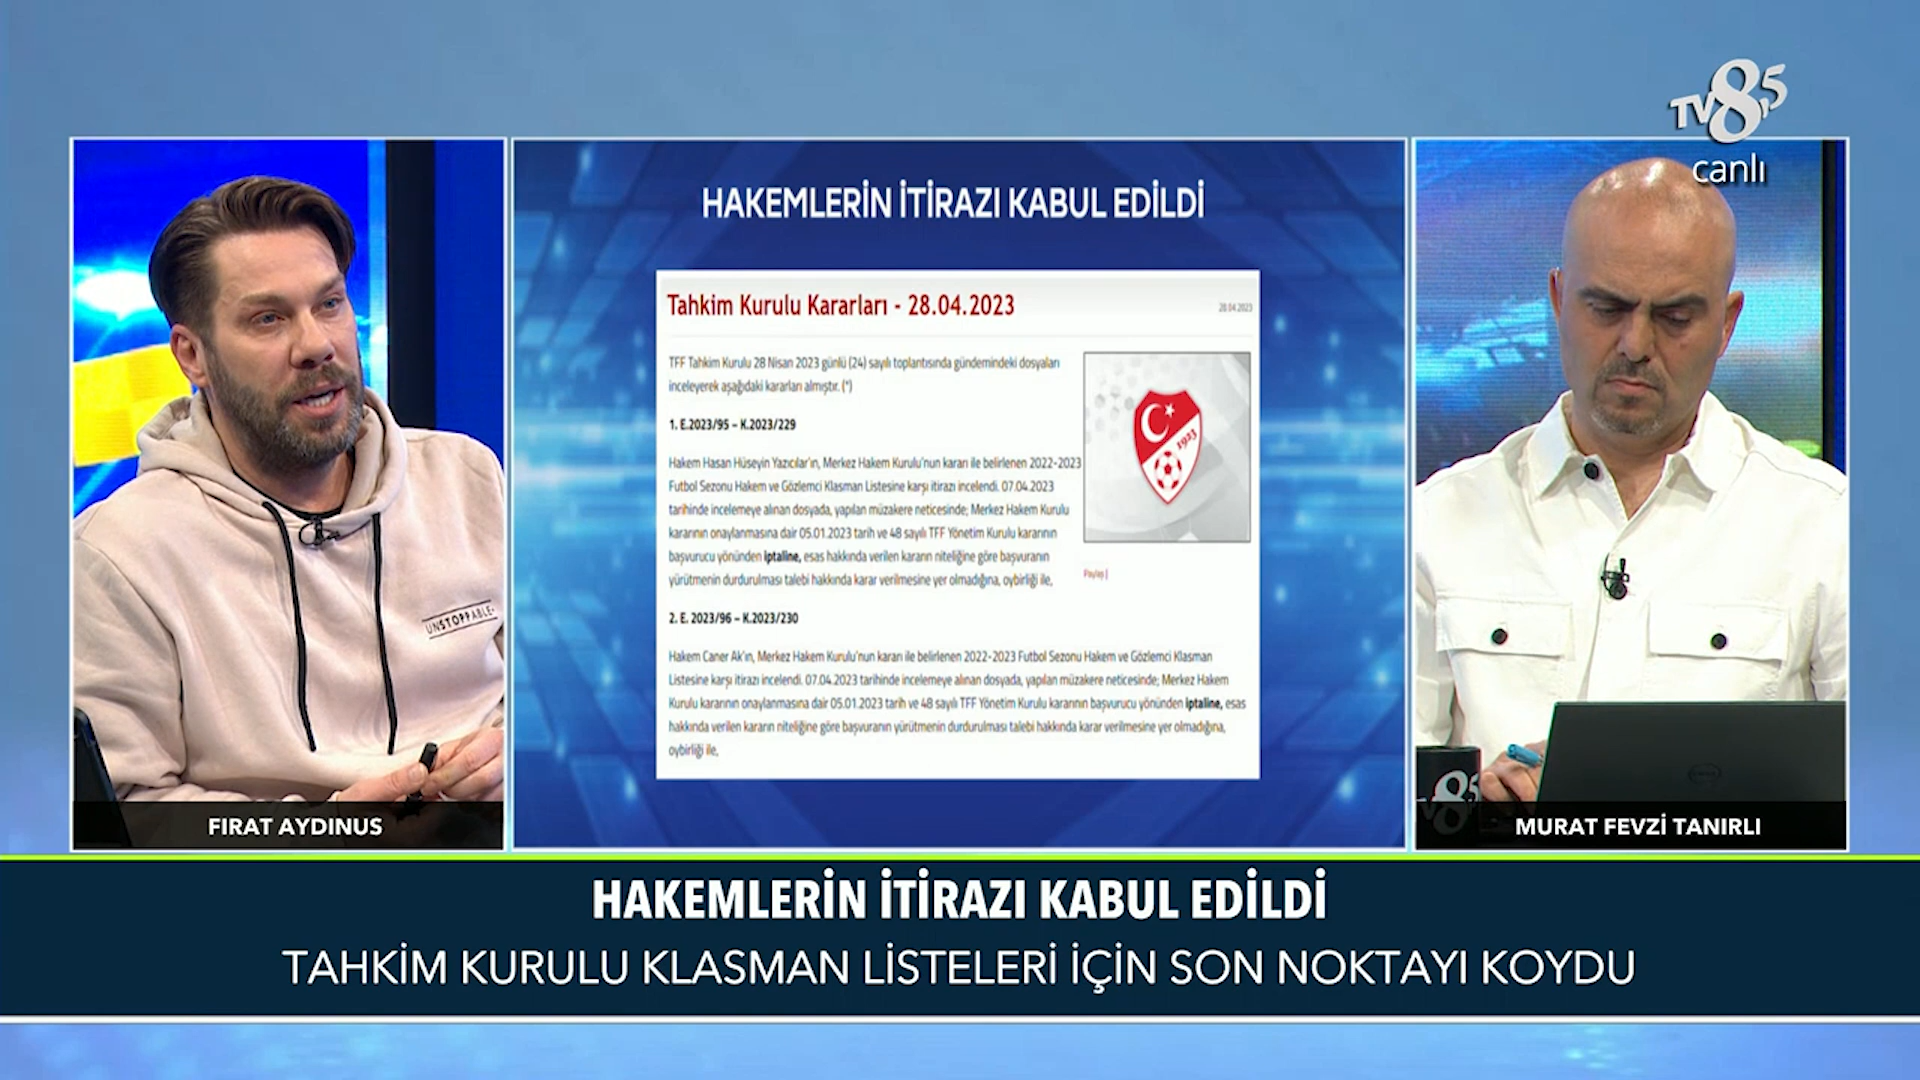 TV8,5
canlı
HAKEMLERİN İTİRAZI KABUL EDİLDİ
Tahkim Kurulu Kararları - 28.04.2023
28.04.2023
TFF Tahkim Kurulu 28 Nisan 2023 günlü (24) sayılı toplantısında gündemindeki dosyaları
inceleyerek aşağıdaki kararları almıştır. (*)
1. E.2023/95 – K.2023/229
Hakem Hasan Hüseyin Yazıcılar'ın, Merkez Hakem Kurulu'nun kararı ile belirlenen 2022-2023
Futbol Sezonu Hakem ve Gözlemci Klasman Listesine karşı itirazı incelendi. 07.04.2023
tarihinde incelemeye alınan dosyada, yapılan müzakere neticesinde; Merkez Hakem Kurulu
kararının onaylanmasına dair 05.01.2023 tarih ve 48 sayılı TFF Yönetim Kurulu kararının
başvurucu yönünden iptaline, esas hakkında verilen kararın niteliğine göre başvuranın
yürütmenin durdurulması talebi hakkında karar verilmesine yer olmadığına, oybirliği ile,
1923
Paylaş |
2. E. 2023/96 – K.2023/230
Hakem Caner Ak'ın, Merkez Hakem Kurulu'nun kararı ile belirlenen 2022-2023 Futbol Sezonu Hakem ve Gözlemci Klasman
Listesine karşı itirazı incelendi. 07.04.2023 tarihinde incelemeye alınan dosyada, yapılan müzakere neticesinde; Merkez Hakem
Kurulu kararının onaylanmasına dair 05.01.2023 tarih ve 48 sayılı TFF Yönetim Kurulu kararının başvurucu yönünden iptaline, esas
hakkında verilen kararın niteliğine göre başvuranın yürütmenin durdurulması talebi hakkında karar verilmesine yer olmadığına,
oybirliği ile,
UNSTOPPABLE
FIRAT AYDINUS
MURAT FEVZİ TANIRLI
HAKEMLERİN İTİRAZI KABUL EDİLDİ
TAHKİM KURULU KLASMAN LİSTELERİ İÇİN SON NOKTAYI KOYDU